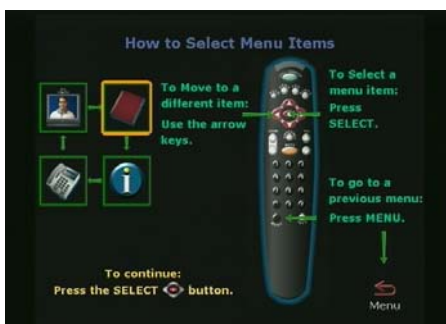 How to Select Menu Items
To Move to a
different item:
Use the arrow
keys.
To Select a
menu item:
Press
SELECT.
To go to a
previous menu:
Press MENU.
To continue:
Press the SELECT button.
Menu